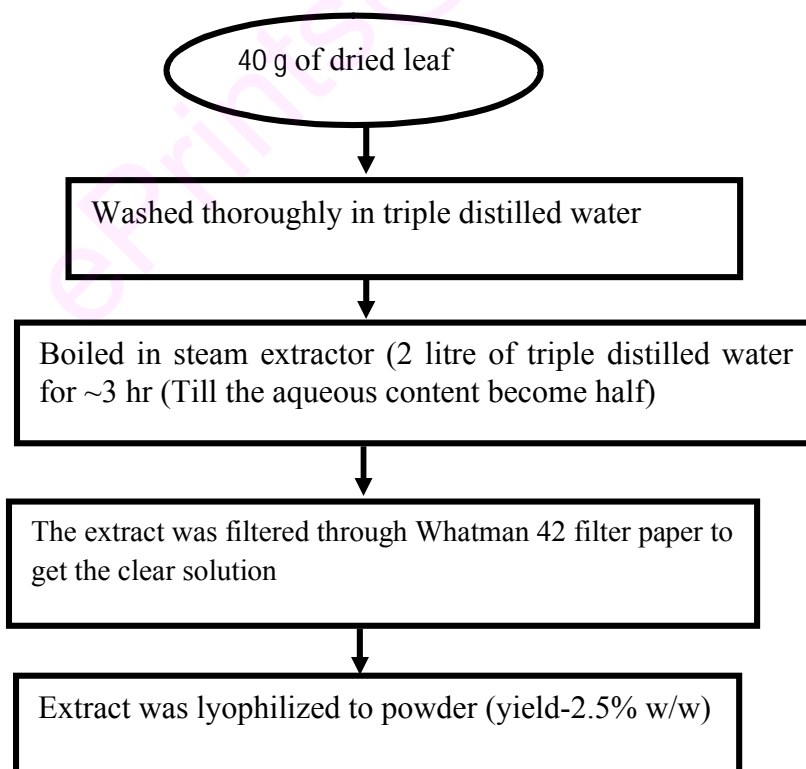 40 g of dried leaf
Washed thoroughly in triple distilled water
Boiled in steam extractor (2 litre of triple distilled water
for ~3 hr (Till the aqueous content become half)
The extract was filtered through Whatman 42 filter paper to
get the clear solution
Extract was lyophilized to powder (yield-2.5% w/w)
ePrints